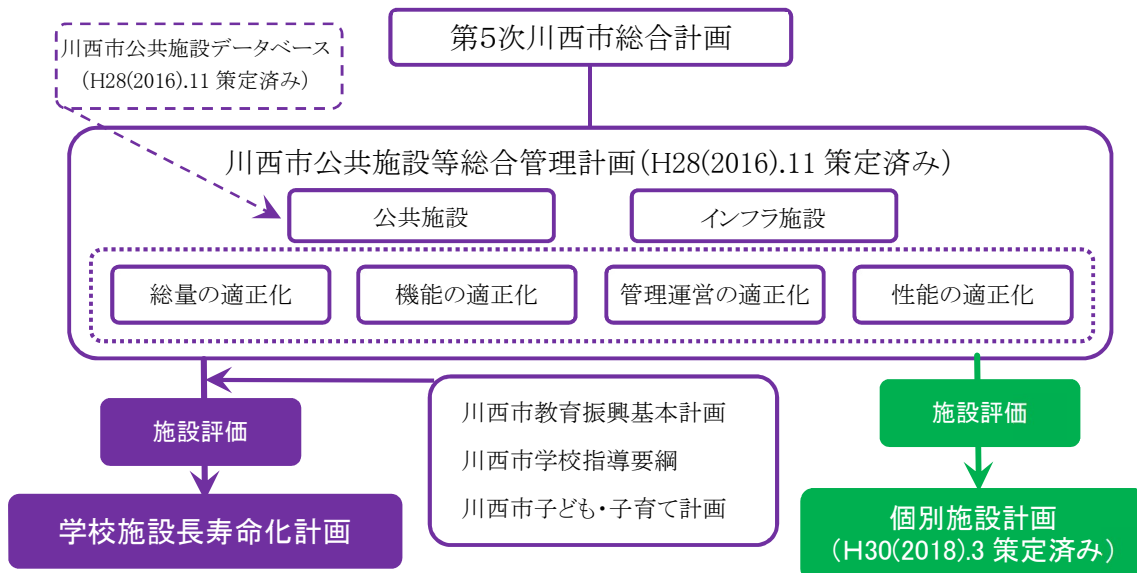 第5次川西市総合計画
川西市公共施設データベース
(H28(2016).11 策定済み)
川西市公共施設等総合管理計画(H28(2016).11 策定済み)
公共施設
インフラ施設
総量の適正化
機能の適正化
管理運営の適正化
性能の適正化
施設評価
学校施設長寿命化計画
川西市教育振興基本計画
川西市学校指導要綱
川西市子ども・子育て計画
施設評価
個別施設計画
(H30(2018).3 策定済み)